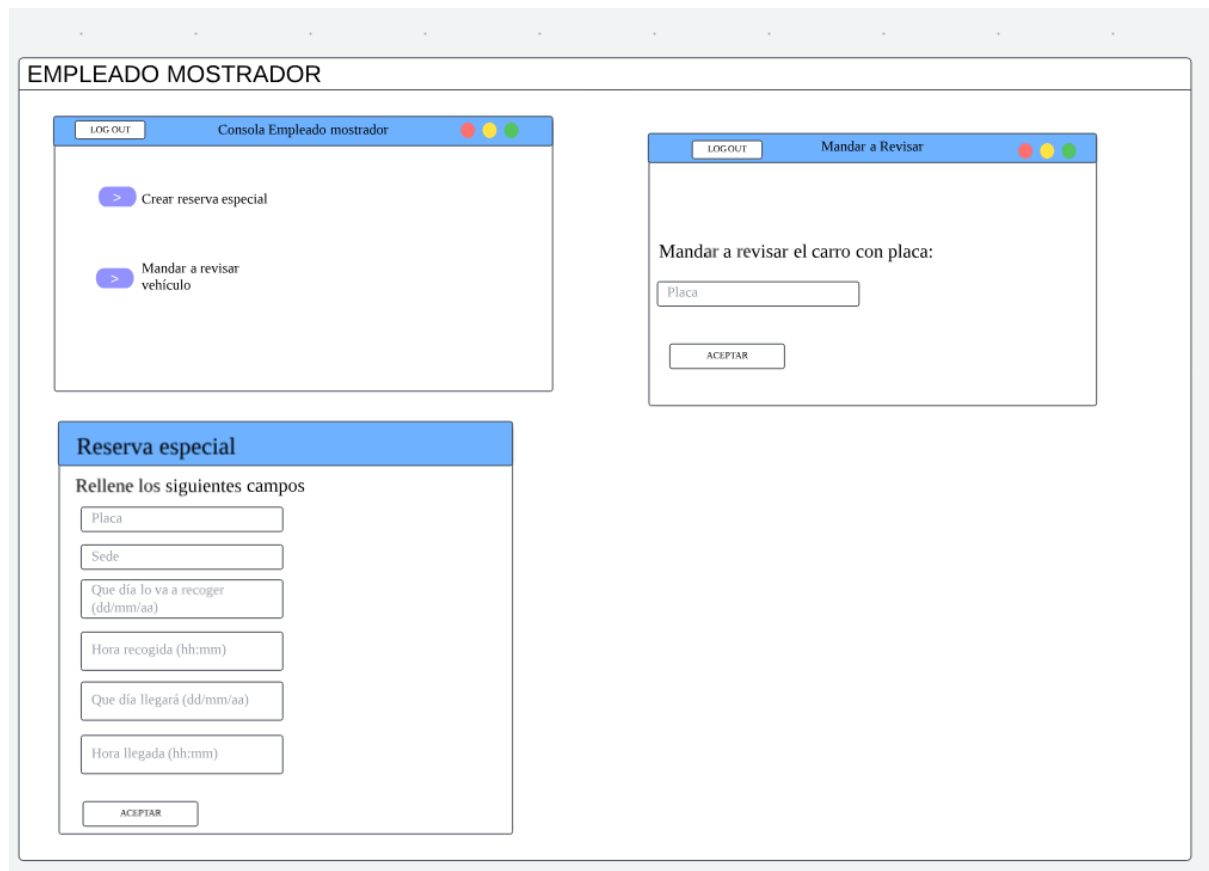 EMPLEADO MOSTRADOR
LOG OUT
Consola Empleado mostrador
>
Crear reserva especial
>
Mandar a revisar
vehículo
LOG OUT
Mandar a Revisar
Mandar a revisar el carro con placa:
Placa
ACEPTAR
Reserva especial
Rellene los siguientes campos
Placa
Sede
Que día lo va a recoger
(dd/mm/aa)
Hora recogida (hh:mm)
Que día llegará (dd/mm/aa)
Hora llegada (hh:mm)
ACEPTAR